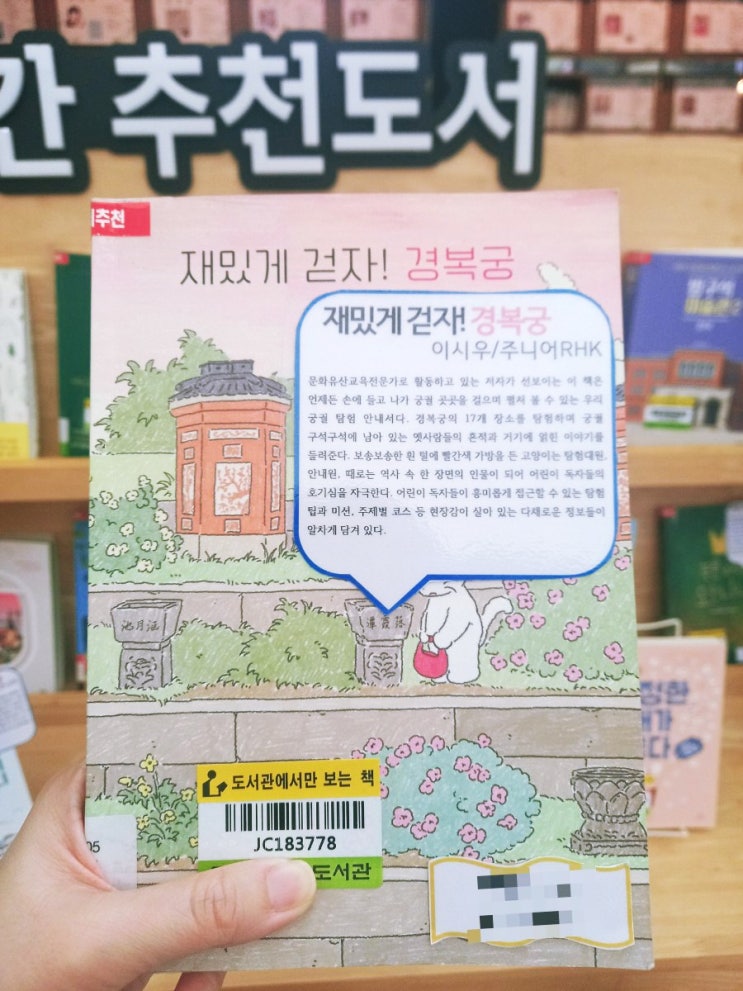 간 추천도서
추천
재밌게 걷자! 경복궁
재밌게 걷자! 경복궁
이시우/주니어RHK
문화유산교육전문가로 활동하고 있는 저자가 선보이는 이 책은
언제든 손에 들고 나가 궁궐 곳곳을 걸으며 펼쳐 볼 수 있는 우리
궁궐 탐험 안내서다. 경복궁의 17개 장소를 탐험하며 궁궐
구석구석에 남아 있는 옛사람들의 흔적과 거기에 얽힌 이야기를
들려준다. 보송보송한 흰 털에 빨간색 가방을 든 고양이는 탐험대원,
안내원, 때로는 역사 속 한 장면의 인물이 되어 어린이 독자들의
호기심을 자극한다. 어린이 독자들이 흥미롭게 접근할 수 있는 탐험
팁과 미션, 주제별 코스 등 현장감이 살아 있는 다채로운 정보들이
알차게 담겨 있다.
池月涵
도서관에서만 보는 책
JC183778
도서관
05